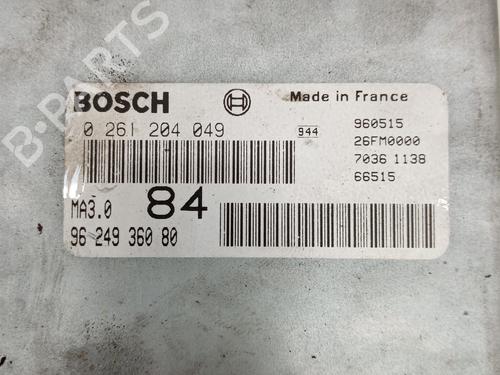 BOSCH Made in France
0 261 204 049 944 960515
26FM0000
7036 1138
66515
MA3.0 84
96 249 360 80
B-PARTS